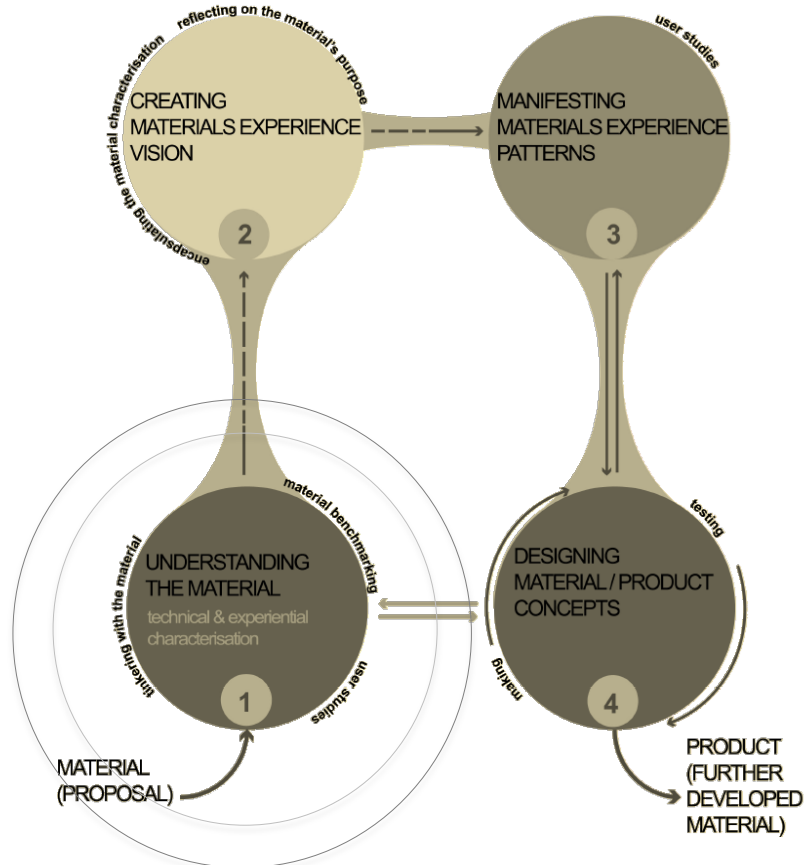 reflecting on the material's purpose
encapsulating the material characterisation
CREATING
MATERIALS EXPERIENCE
VISION
2
user studies
MANIFESTING
MATERIALS EXPERIENCE
PATTERNS
3
material benchmarking
tinkering with the material
user studies
UNDERSTANDING
THE MATERIAL
technical & experiential
characterisation
1
MATERIAL
(PROPOSAL)
testing
making
DESIGNING
MATERIAL / PRODUCT
CONCEPTS
4
PRODUCT
(FURTHER
DEVELOPED
MATERIAL)